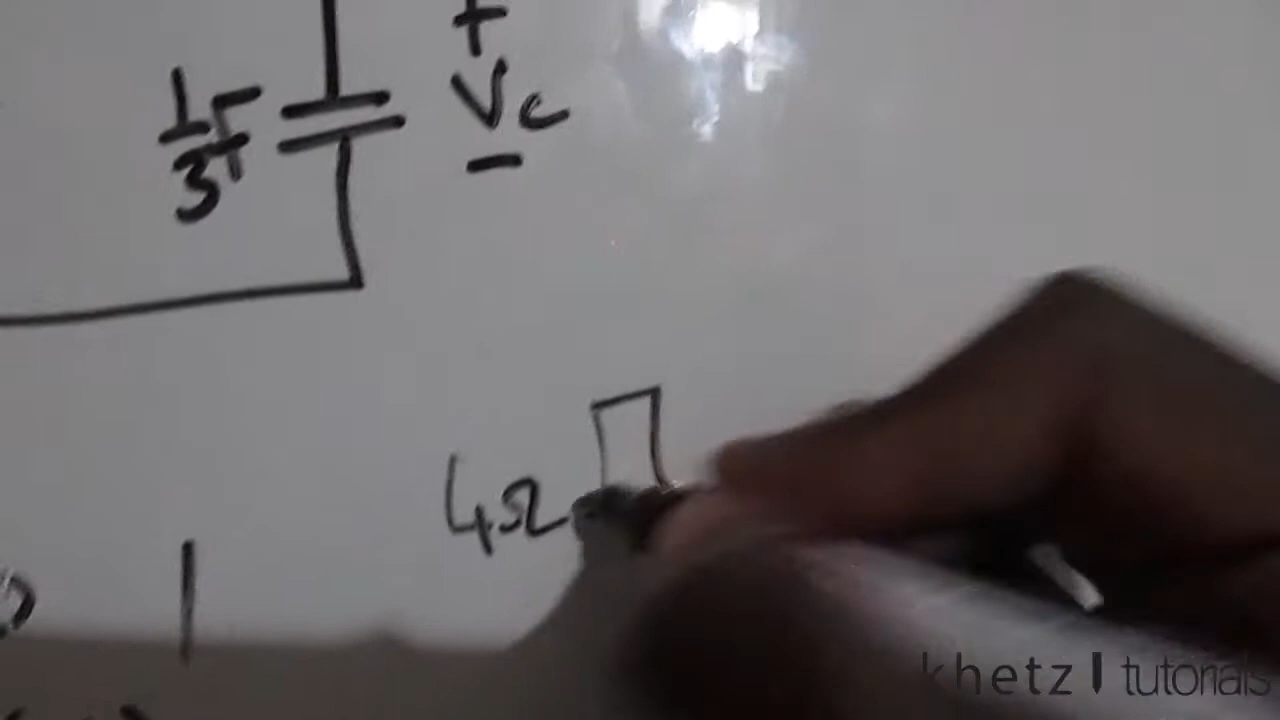 +
1/3 F
Vc
−
4Ω
khetz tutorials